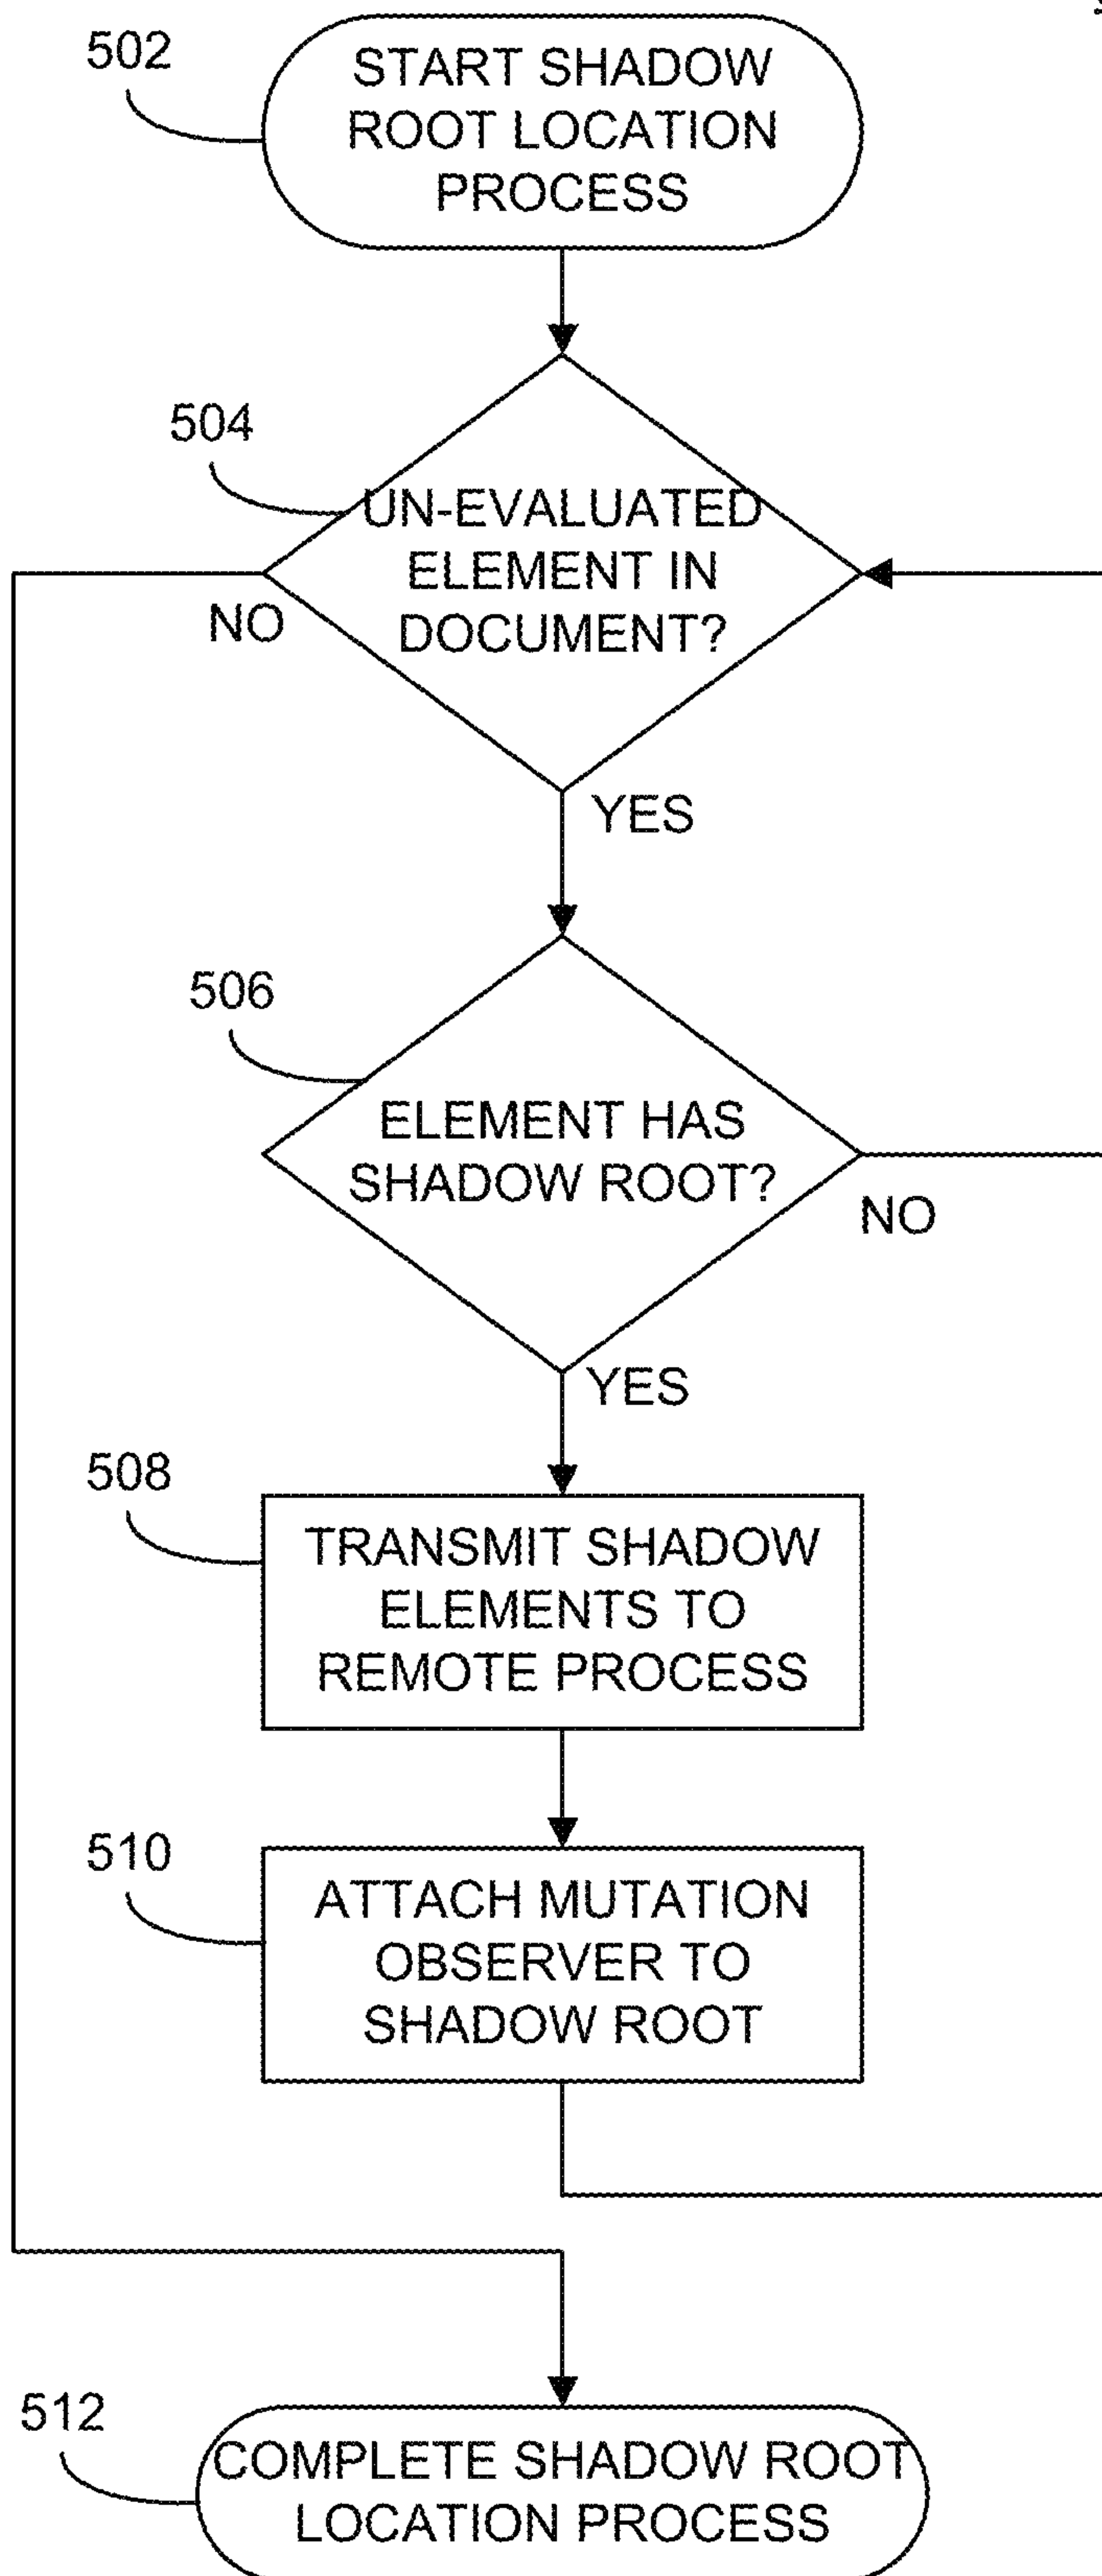 502
START SHADOW
ROOT LOCATION
PROCESS
504
UN-EVALUATED
ELEMENT IN
DOCUMENT?
NO
YES
506
ELEMENT HAS
SHADOW ROOT?
NO
YES
508
TRANSMIT SHADOW
ELEMENTS TO
REMOTE PROCESS
510
ATTACH MUTATION
OBSERVER TO
SHADOW ROOT
512
COMPLETE SHADOW ROOT
LOCATION PROCESS